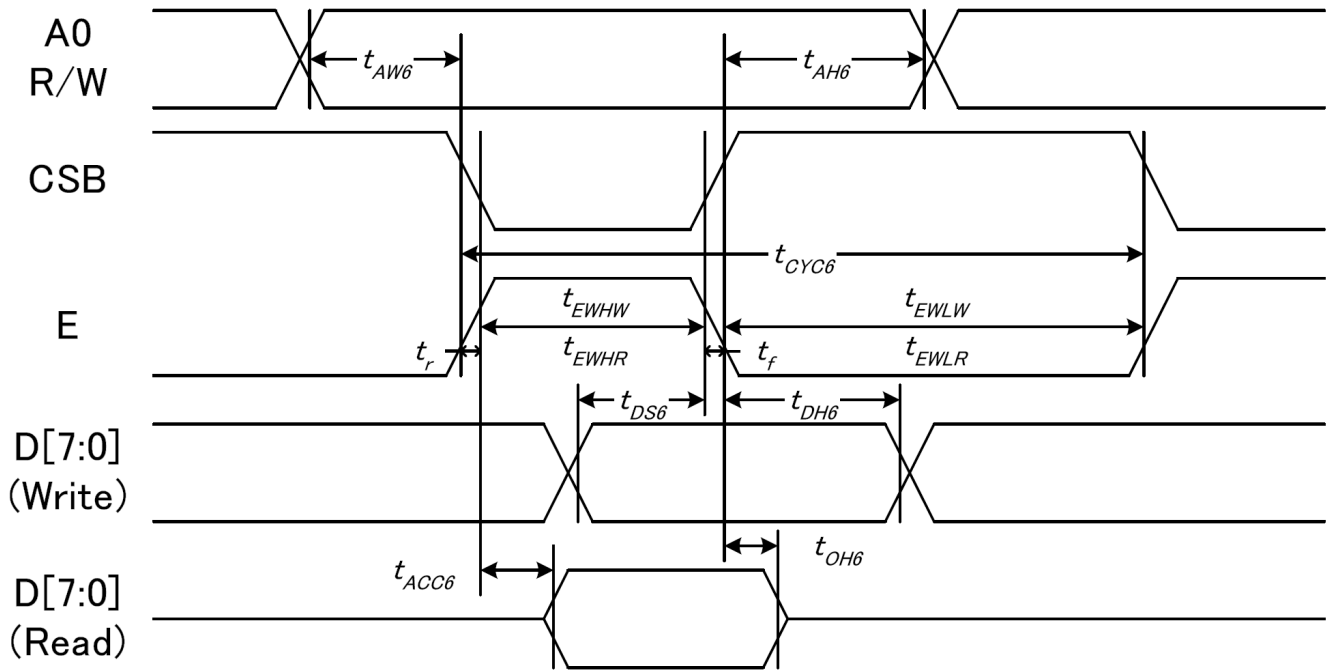 A0
R/W
t_AW6
t_AH6
CSB
t_CYC6
E
t_EWHW
t_EWLW
t_r
t_EWHR
t_f
t_EWLR
t_DS6
t_DH6
D[7:0]
(Write)
t_OH6
t_ACC6
D[7:0]
(Read)